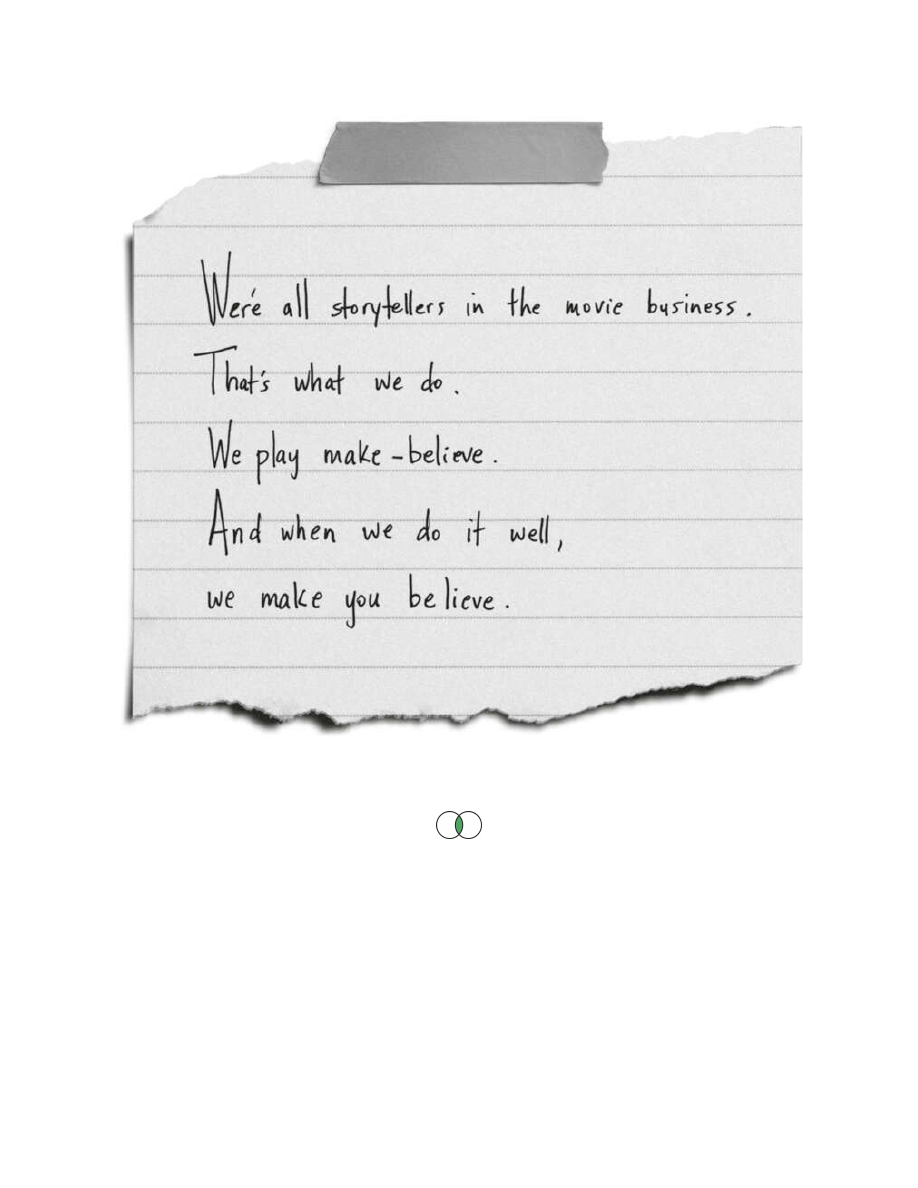 We're all storytellers in the movie business.
That's what we do.
We play make-believe.
And when we do it well,
we make you believe.